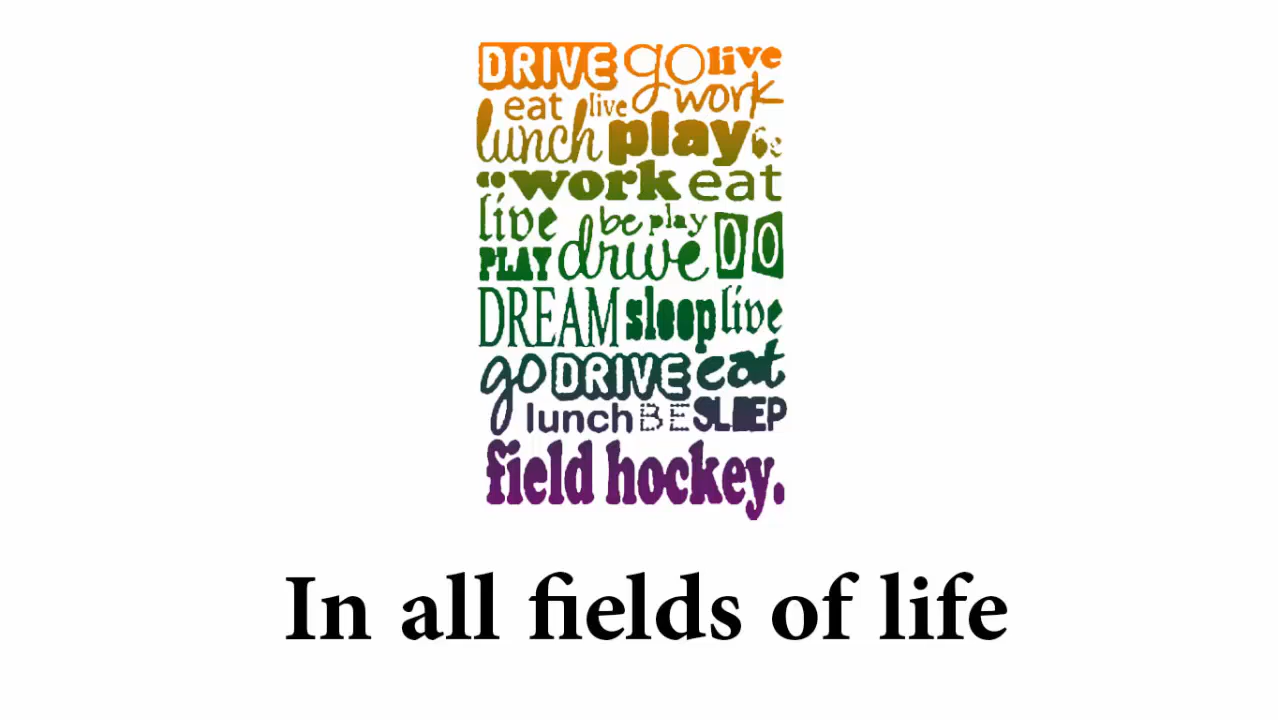 DRIVE go live
eat live work
lunch play be
work eat
live be play
PLAY drive DO
DREAM sleep live
go DRIVE eat
lunch BE SLEEP
field hockey.
In all fields of life